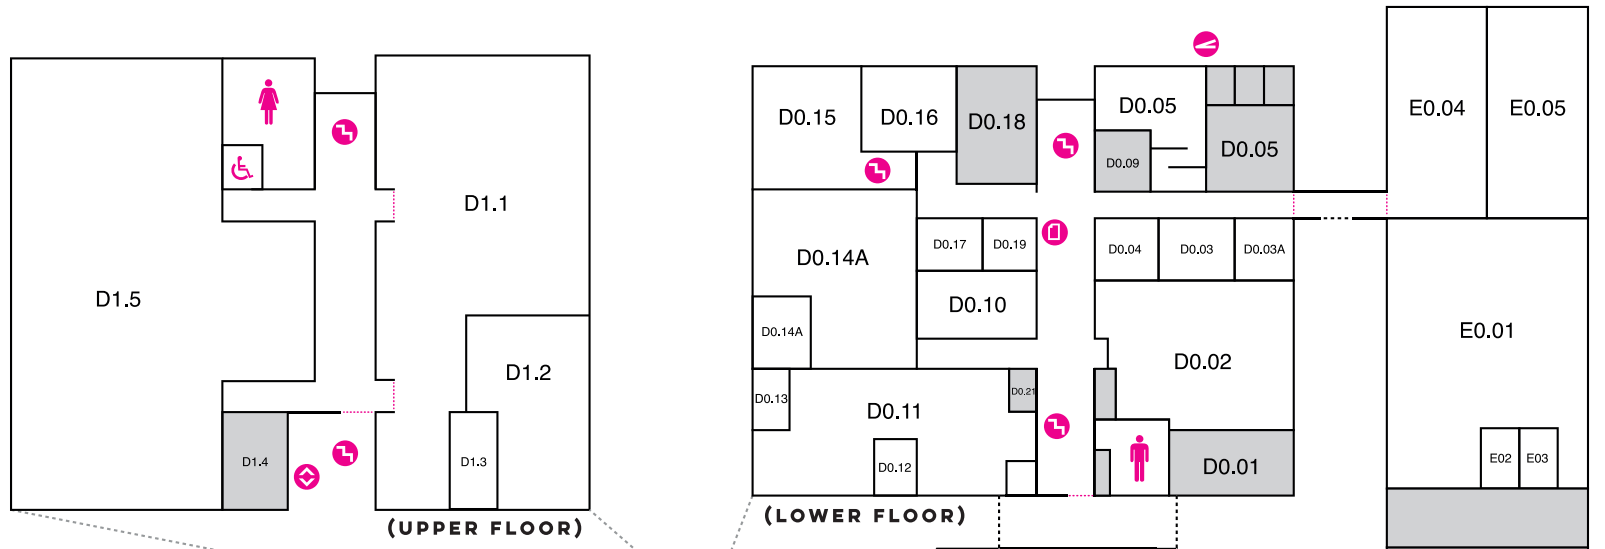 D1.5
D1.1
D1.2
D1.4
D1.3
(UPPER FLOOR)
D0.15
D0.16
D0.18
D0.05
D0.09
D0.05
E0.04
E0.05
D0.14A
D0.17
D0.19
D0.04
D0.03
D0.03A
D0.10
D0.14A
D0.02
E0.01
D0.13
D0.11
D0.21
D0.12
D0.01
E02
E03
(LOWER FLOOR)